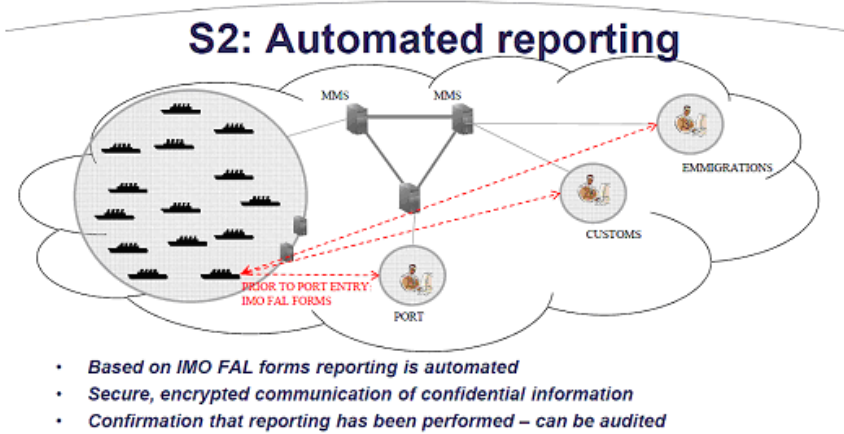 S2: Automated reporting
MMS
MMS
EMMIGRATIONS
CUSTOMS
PRIOR TO PORT ENTRY:
IMO FAL FORMS
PORT
• Based on IMO FAL forms reporting is automated
• Secure, encrypted communication of confidential information
• Confirmation that reporting has been performed – can be audited